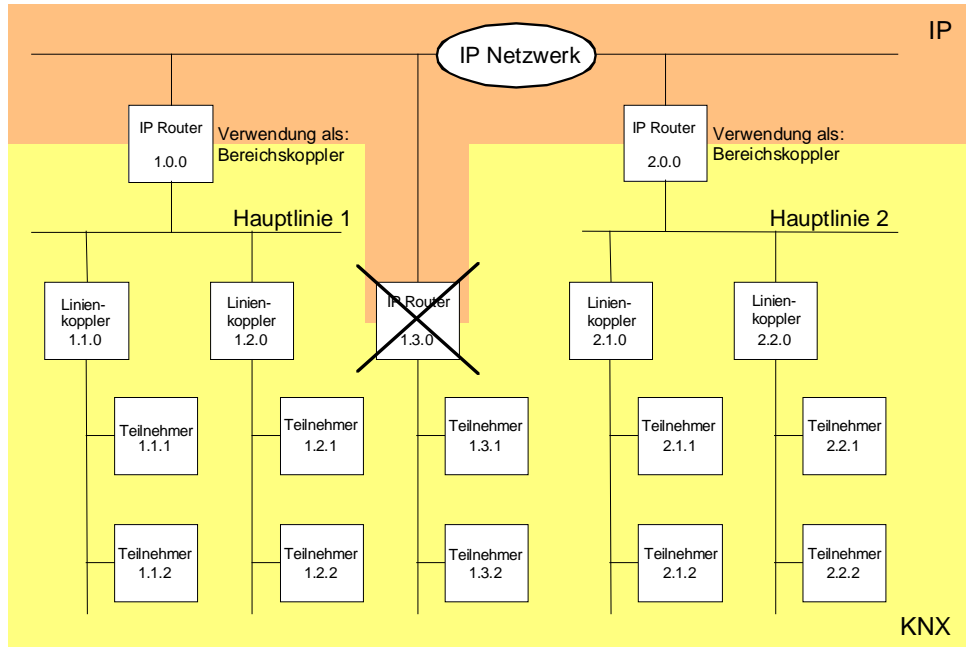 IP
IP Netzwerk
IP Router
1.0.0
Verwendung als:
Bereichskoppler
IP Router
2.0.0
Verwendung als:
Bereichskoppler
Hauptlinie 1
Hauptlinie 2
Linien-
koppler
1.1.0
Linien-
koppler
1.2.0
IP Router
1.3.0
Linien-
koppler
2.1.0
Linien-
koppler
2.2.0
Teilnehmer
1.1.1
Teilnehmer
1.2.1
Teilnehmer
1.3.1
Teilnehmer
2.1.1
Teilnehmer
2.2.1
Teilnehmer
1.1.2
Teilnehmer
1.2.2
Teilnehmer
1.3.2
Teilnehmer
2.1.2
Teilnehmer
2.2.2
KNX